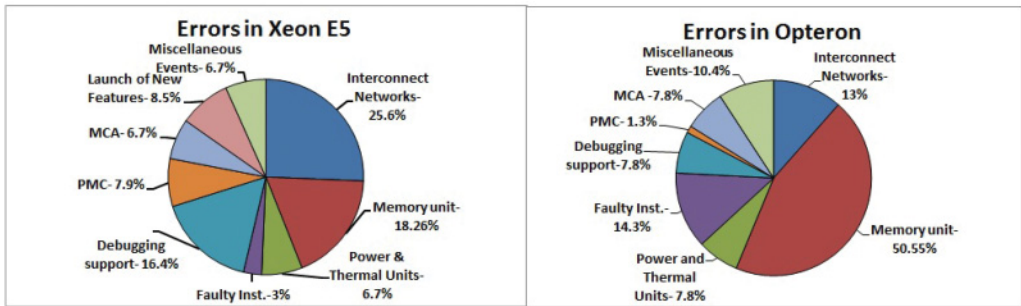 Errors in Xeon E5
Miscellaneous
Events- 6.7%
Launch of New
Features- 8.5%
MCA- 6.7%
PMC- 7.9%
Debugging
support- 16.4%
Faulty Inst.-3%
Power &
Thermal Units-
6.7%
Memory unit-
18.26%
Interconnect
Networks-
25.6%
Errors in Opteron
Miscellaneous
Events-10.4%
MCA -7.8%
PMC- 1.3%
Debugging
support-7.8%
Faulty Inst.-
14.3%
Power and
Thermal
Units- 7.8%
Memory unit-
50.55%
Interconnect
Networks-
13%